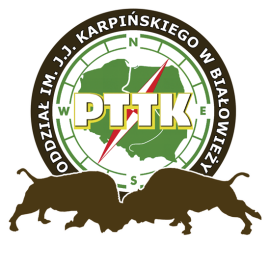 ODDZIAŁ IM. J.J. KARPIŃSKIEGO W BIAŁOWIEŻY
N
W PTTK E
S